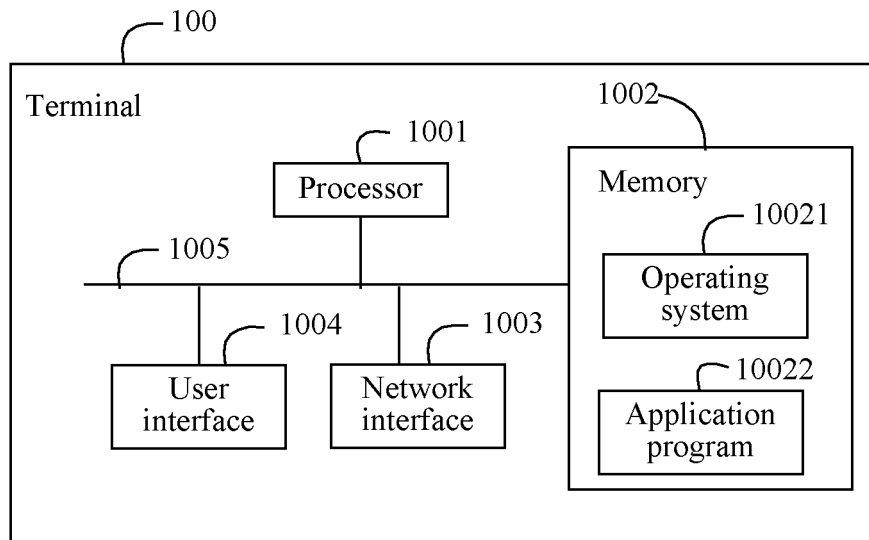 100
Terminal
1002
1001
Processor
Memory
10021
1005
Operating
system
1004
1003
User
interface
Network
interface
10022
Application
program